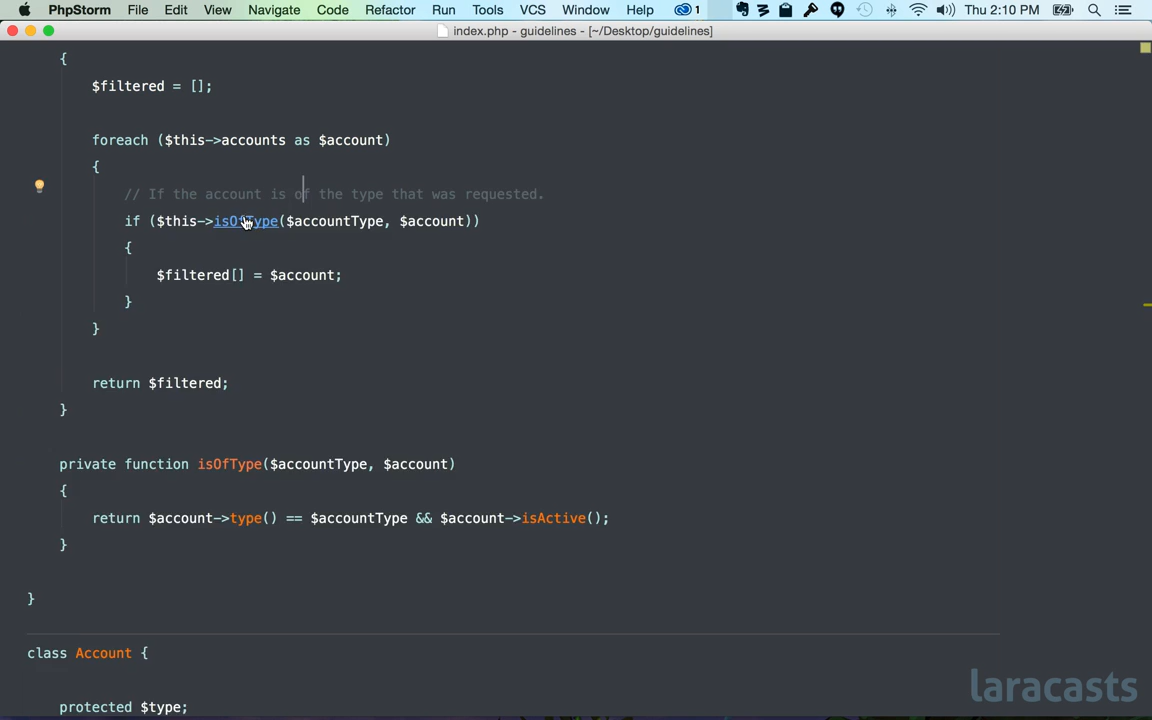 PhpStorm File Edit View Navigate Code Refactor Run Tools VCS Window Help 1 Thu 2:10 PM
index.php - guidelines - [~/Desktop/guidelines]
{
$filtered = [];
foreach ($this->accounts as $account)
{
// If the account is of the type that was requested.
if ($this->isOfType($accountType, $account))
{
$filtered[] = $account;
}
}
return $filtered;
}
private function isOfType($accountType, $account)
{
return $account->type() == $accountType && $account->isActive();
}
}
class Account {
protected $type;
laracasts